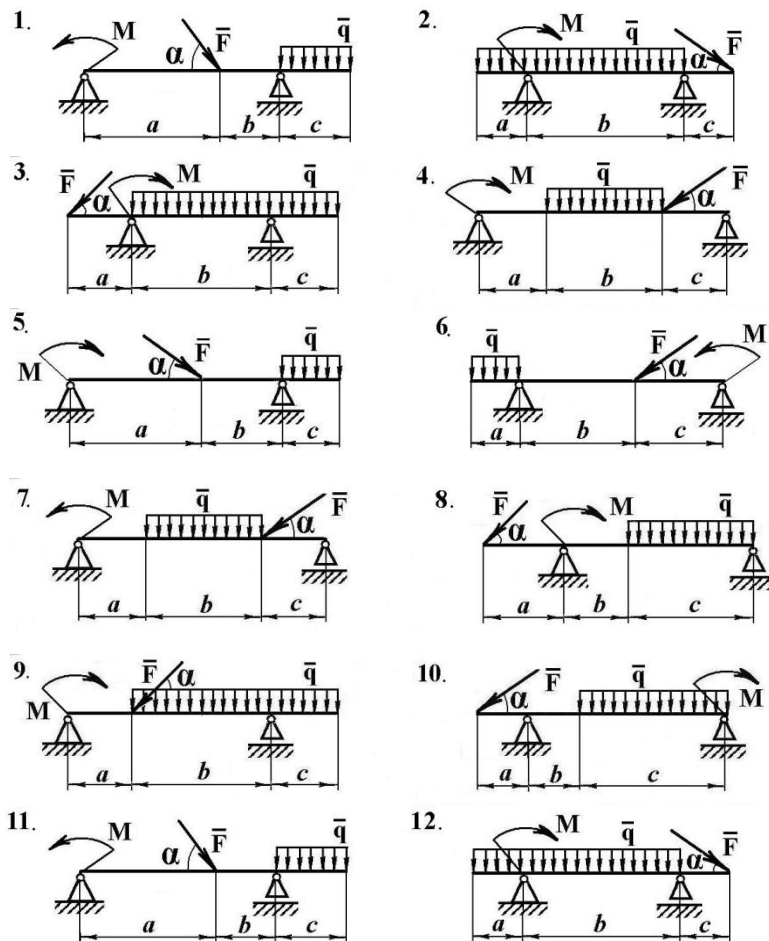 1. M α F̄ q̄
a b c
2. M q̄ α F̄
a b c
3. F̄ α M q̄
a b c
4. M q̄ α F̄
a b c
5. M α F̄ q̄
a b c
6. q̄ F̄ α M
a b c
7. M q̄ α F̄
a b c
8. F̄ α M q̄
a b c
9. M F̄ α q̄
a b c
10. α F̄ q̄ M
a b c
11. M α F̄ q̄
a b c
12. M q̄ α F̄
a b c